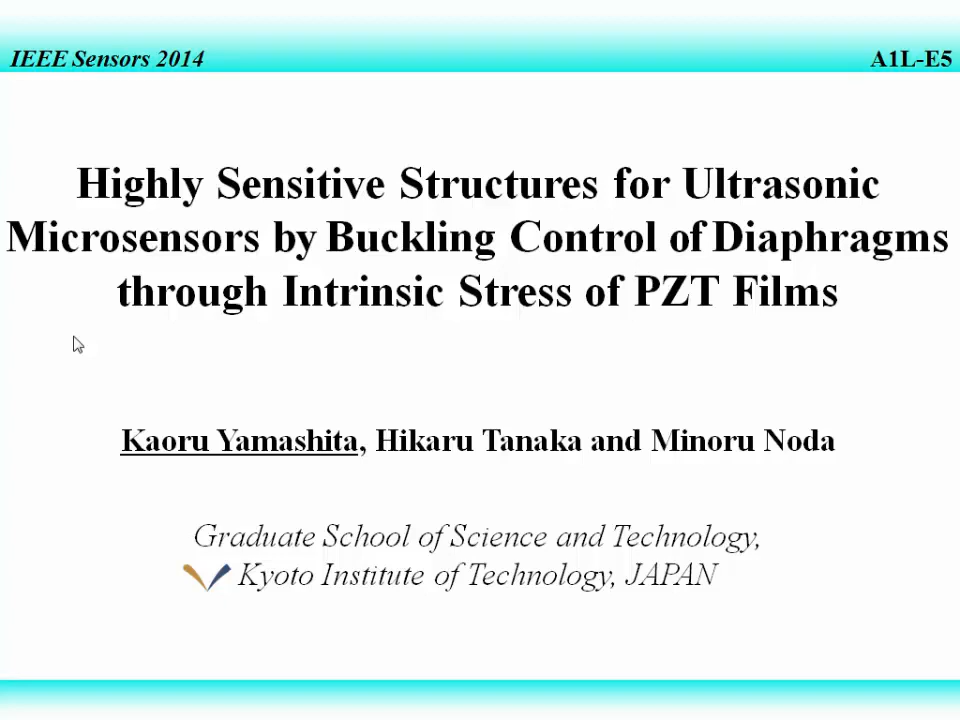 IEEE Sensors 2014
A1L-E5
Highly Sensitive Structures for Ultrasonic
Microsensors by Buckling Control of Diaphragms
through Intrinsic Stress of PZT Films
Kaoru Yamashita, Hikaru Tanaka and Minoru Noda
Graduate School of Science and Technology,
Kyoto Institute of Technology, JAPAN